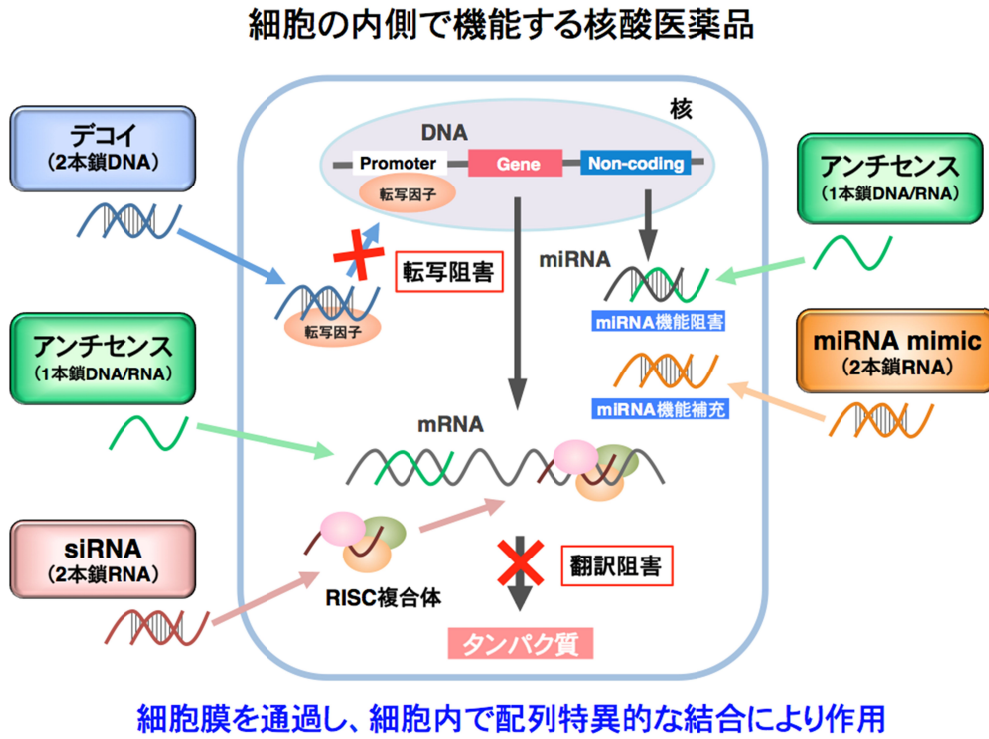 細胞の内側で機能する核酸医薬品
デコイ
(2本鎖DNA)
核
DNA
Promoter
Gene
Non-coding
転写因子
アンチセンス
(1本鎖DNA/RNA)
転写阻害
miRNA
転写因子
miRNA機能阻害
アンチセンス
(1本鎖DNA/RNA)
miRNA mimic
(2本鎖RNA)
miRNA機能補充
mRNA
siRNA
(2本鎖RNA)
RISC複合体
翻訳阻害
タンパク質
細胞膜を通過し、細胞内で配列特異的な結合により作用